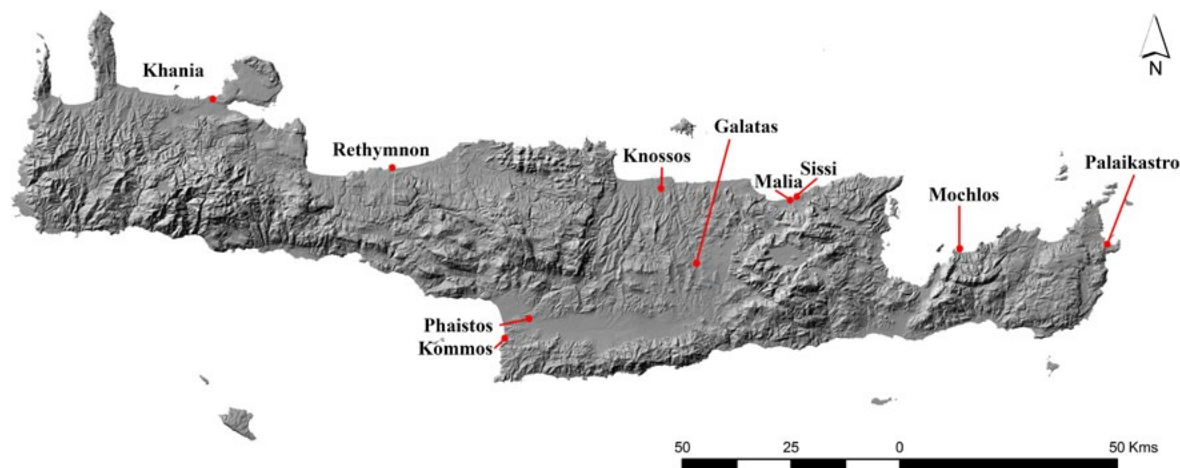 Khania
N
Galatas
Rethymnon
Knossos
Sissi
Malia
Palaikastro
Mochlos
Phaistos
Kommos
50 25 0 50 Kms